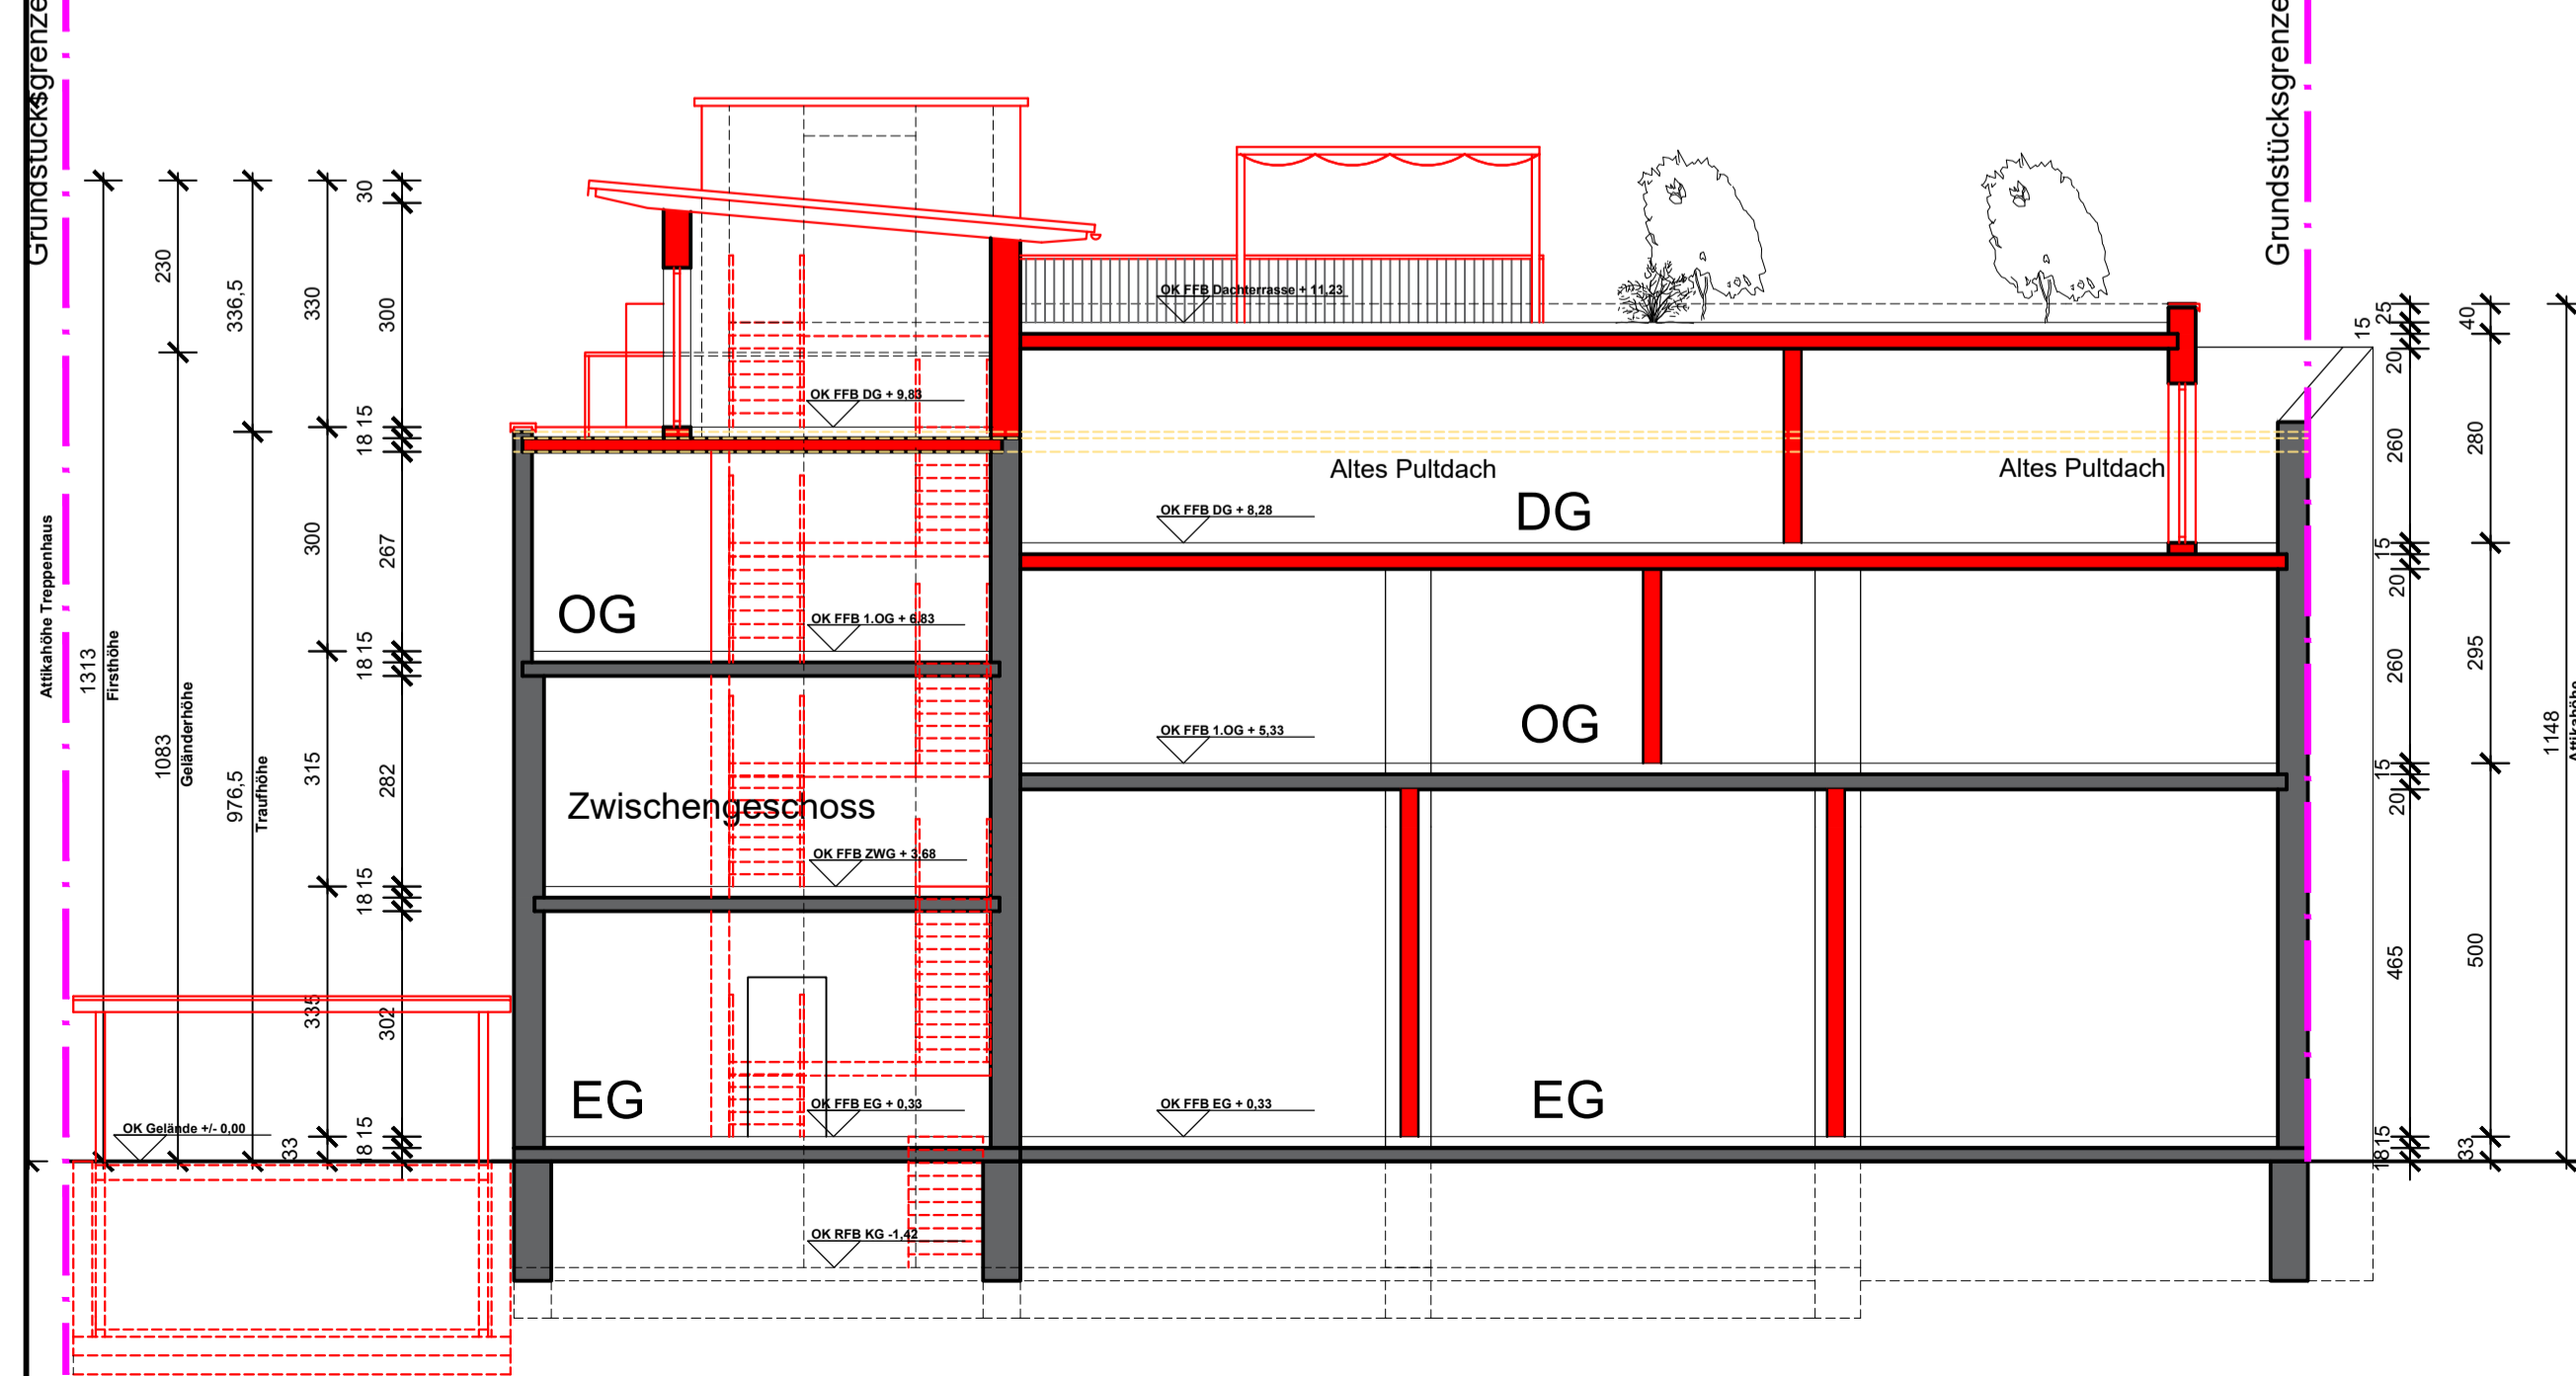 Grundstücksgrenze
Grundstücksgrenze
30
230
336,5
330
300
OK FFB Dachterrasse + 11,23
25
15
40
20
OK FFB DG + 9,83
15
18
260
280
Altes Pultdach
Altes Pultdach
DG
OK FFB DG + 8,28
300
267
15
20
OG
OK FFB 1.OG + 6,83
Attikahöhe Treppenhaus
1313
Firsthöhe
15
18
260
295
OG
OK FFB 1.OG + 5,33
1083
Geländerhöhe
976,5
Traufhöhe
315
282
15
20
1148
Attikahöhe
Zwischengeschoss
OK FFB ZWG + 3,68
15
18
465
500
335
302
EG
OK FFB EG + 0,33
OK FFB EG + 0,33
EG
OK Gelände +/- 0,00
33
15
18
15
18
33
OK RFB KG -1,42